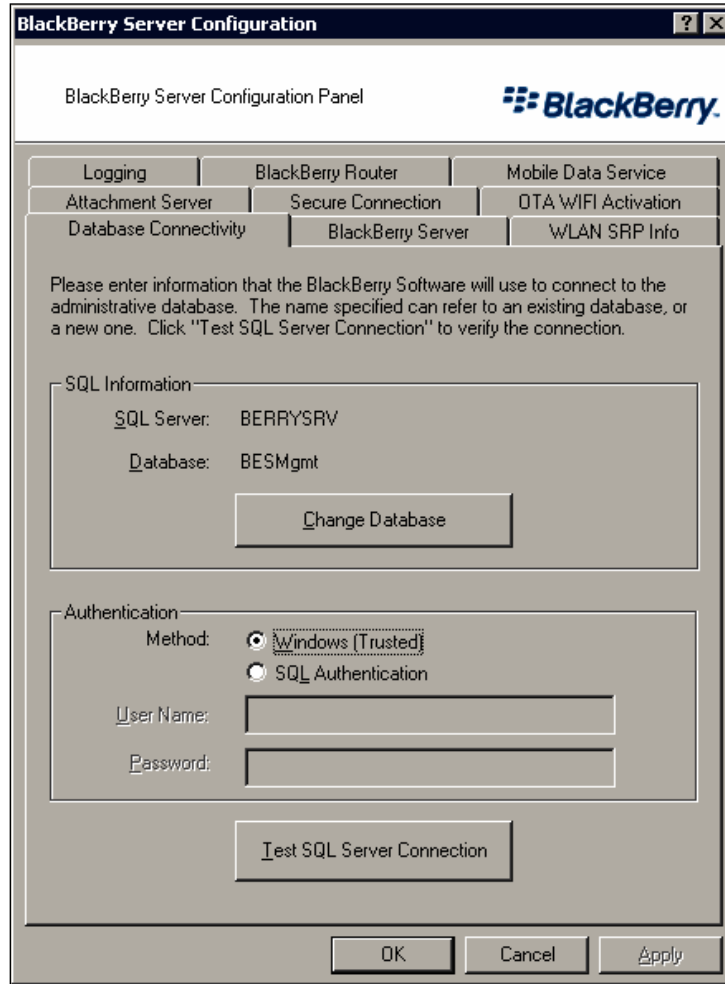 BlackBerry Server Configuration
BlackBerry Server Configuration Panel
BlackBerry.
Logging
BlackBerry Router
Mobile Data Service
Attachment Server
Secure Connection
OTA WIFI Activation
Database Connectivity
BlackBerry Server
WLAN SRP Info
Please enter information that the BlackBerry Software will use to connect to the
administrative database. The name specified can refer to an existing database, or
a new one. Click "Test SQL Server Connection" to verify the connection.
SQL Information
SQL Server: BERRYSRV
Database: BESMgmt
Change Database
Authentication
Method: Windows (Trusted)
SQL Authentication
User Name:
Password:
Test SQL Server Connection
OK
Cancel
Apply